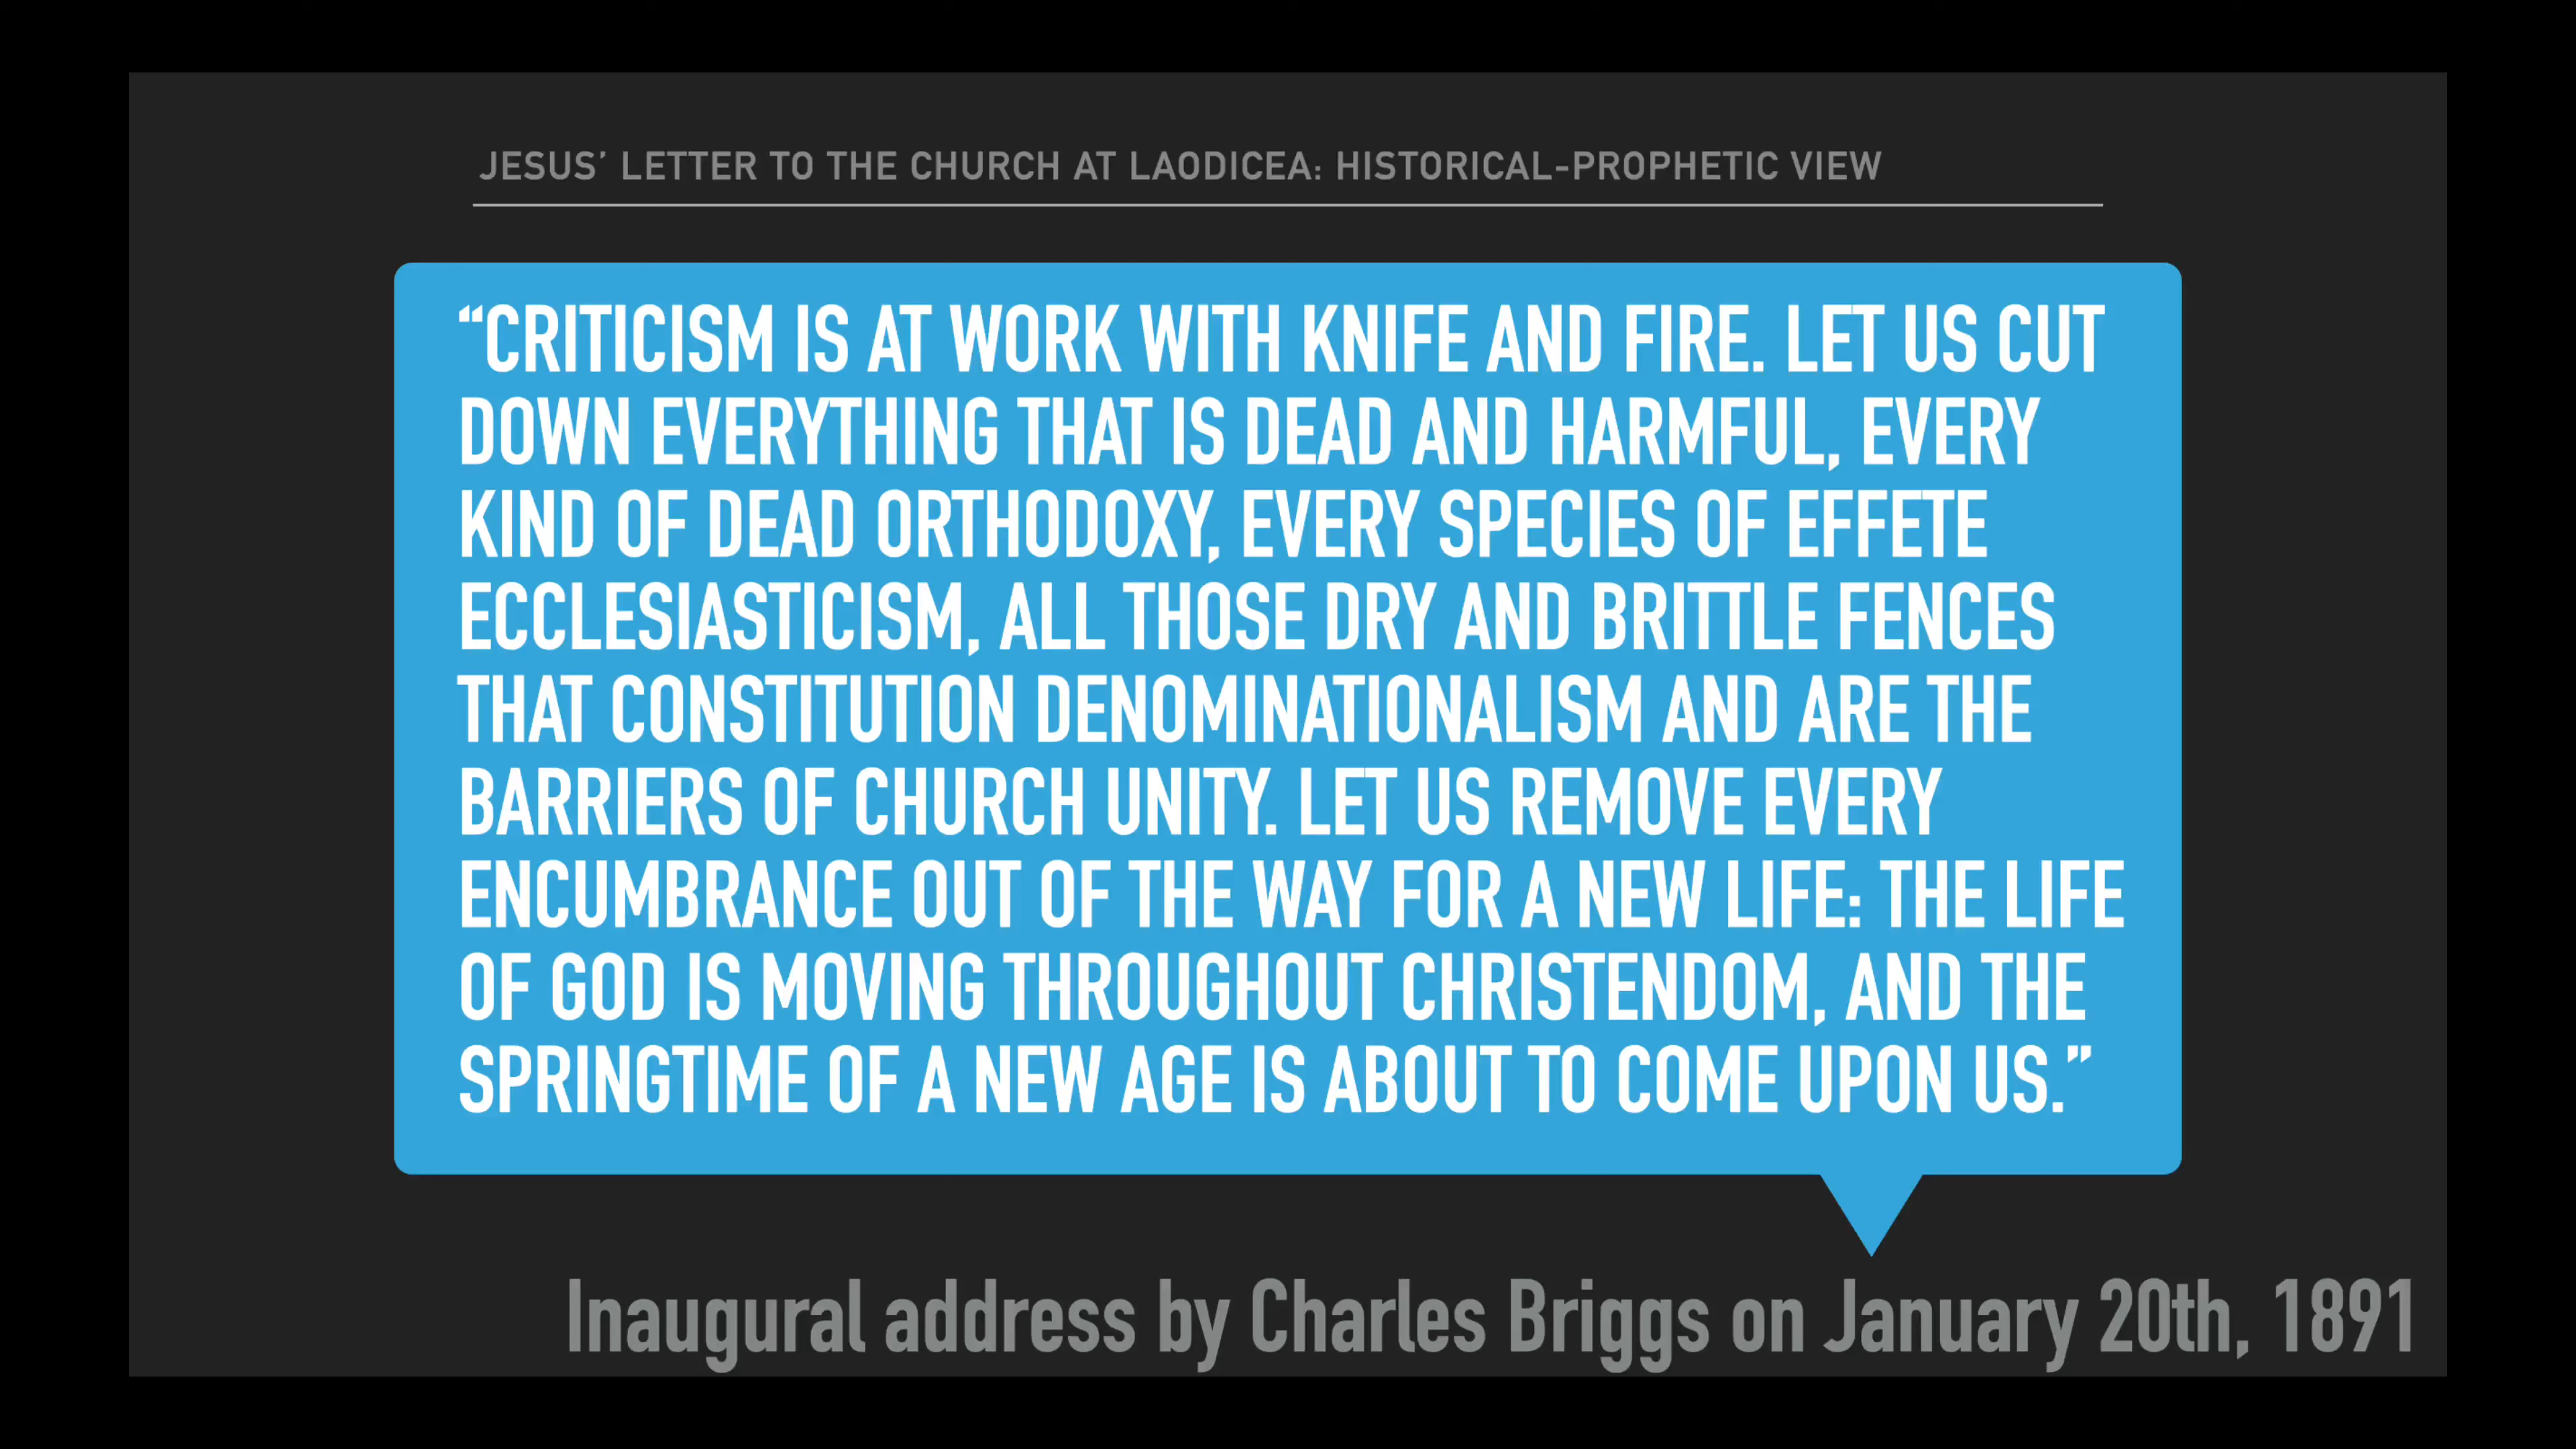 JESUS’ LETTER TO THE CHURCH AT LAODICEA: HISTORICAL-PROPHETIC VIEW
“CRITICISM IS AT WORK WITH KNIFE AND FIRE. LET US CUT
DOWN EVERYTHING THAT IS DEAD AND HARMFUL, EVERY
KIND OF DEAD ORTHODOXY, EVERY SPECIES OF EFFETE
ECCLESIASTICISM, ALL THOSE DRY AND BRITTLE FENCES
THAT CONSTITUTION DENOMINATIONALISM AND ARE THE
BARRIERS OF CHURCH UNITY. LET US REMOVE EVERY
ENCUMBRANCE OUT OF THE WAY FOR A NEW LIFE: THE LIFE
OF GOD IS MOVING THROUGHOUT CHRISTENDOM, AND THE
SPRINGTIME OF A NEW AGE IS ABOUT TO COME UPON US.”
Inaugural address by Charles Briggs on January 20th, 1891